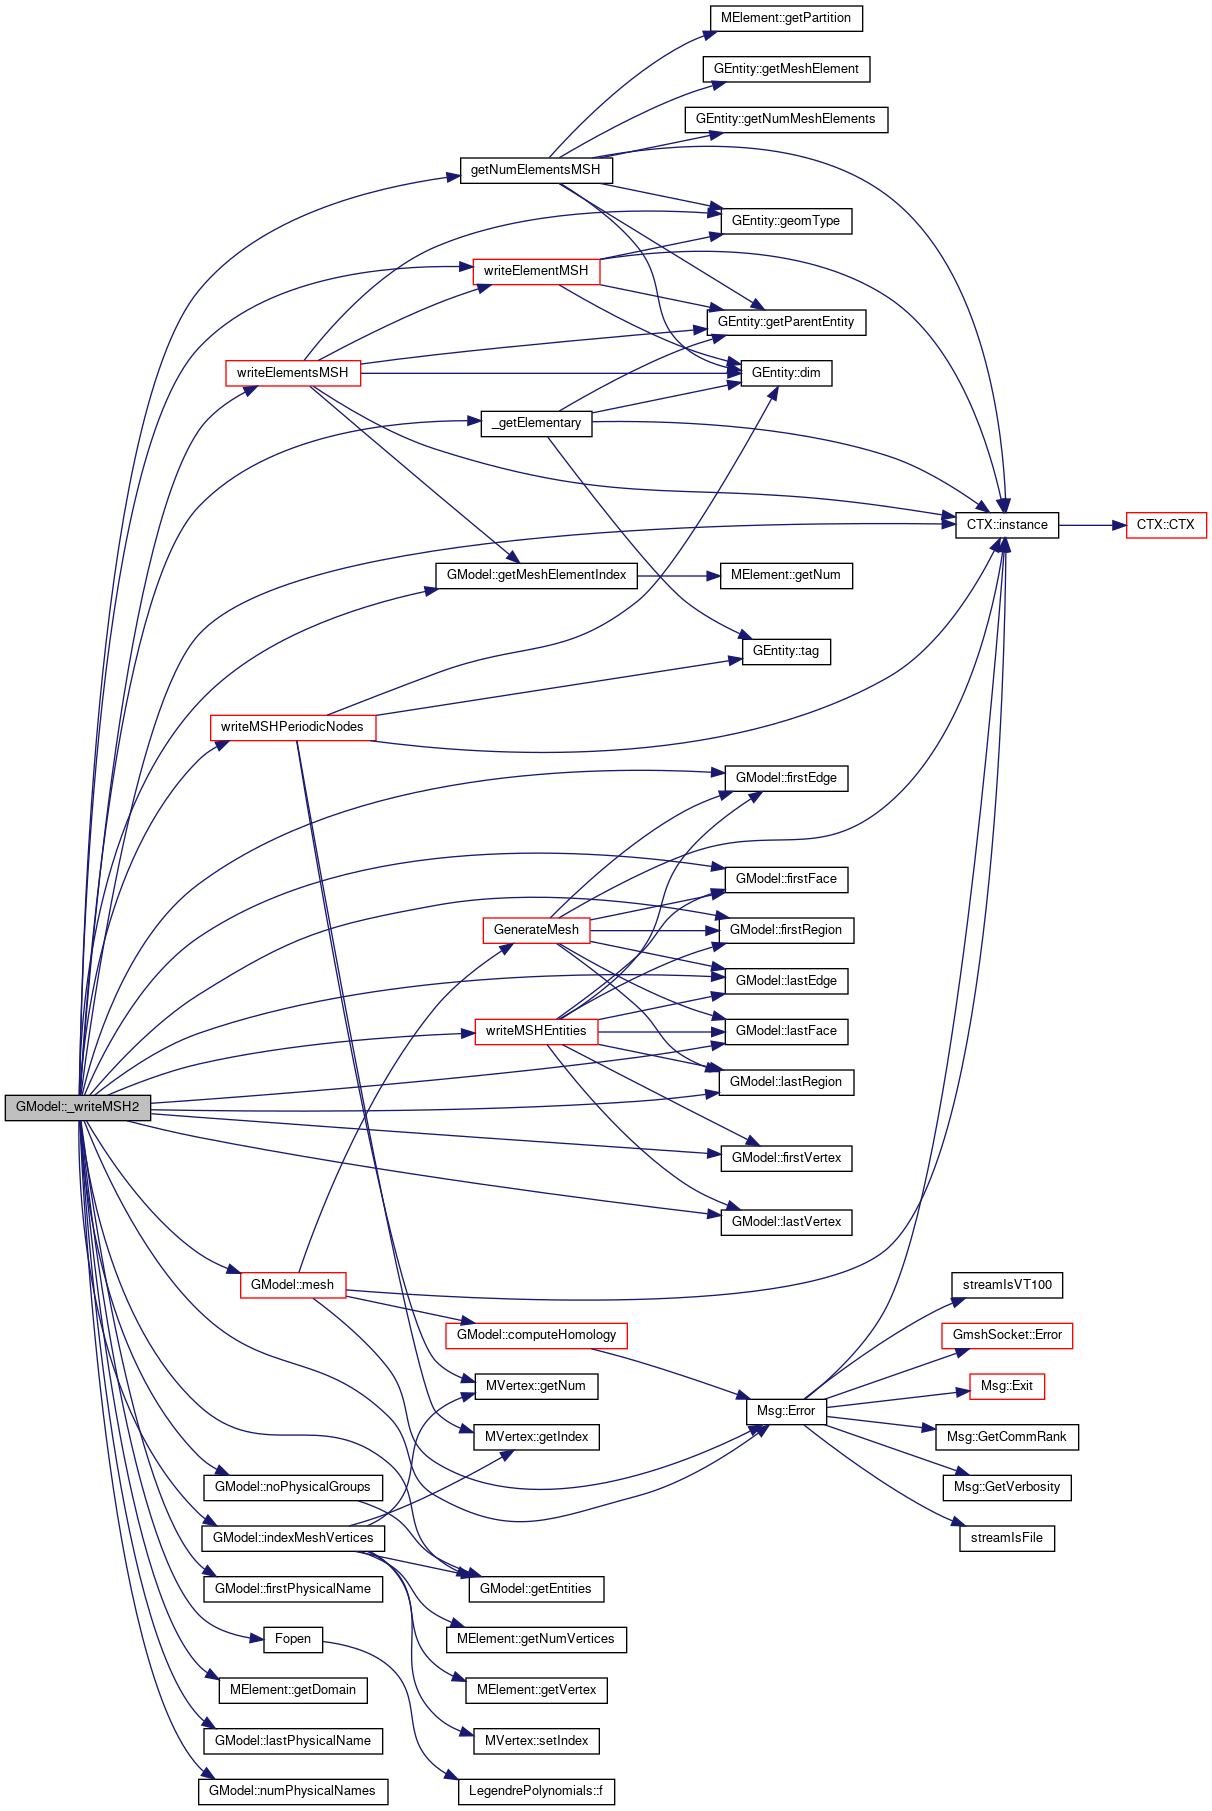 MElement::getPartition
GEntity::getMeshElement
GEntity::getNumMeshElements
getNumElementsMSH
GEntity::geomType
writeElementMSH
GEntity::getParentEntity
writeElementsMSH
GEntity::dim
_getElementary
CTX::instance
CTX::CTX
GModel::getMeshElementIndex
MElement::getNum
GEntity::tag
writeMSHPeriodicNodes
GModel::firstEdge
GModel::firstFace
GenerateMesh
GModel::firstRegion
GModel::lastEdge
writeMSHEntities
GModel::lastFace
GModel::lastRegion
GModel::_writeMSH2
GModel::firstVertex
GModel::lastVertex
GModel::mesh
streamIsVT100
GModel::computeHomology
GmshSocket::Error
MVertex::getNum
Msg::Exit
Msg::Error
MVertex::getIndex
Msg::GetCommRank
GModel::noPhysicalGroups
Msg::GetVerbosity
GModel::indexMeshVertices
streamIsFile
GModel::firstPhysicalName
GModel::getEntities
Fopen
MElement::getNumVertices
MElement::getDomain
MElement::getVertex
GModel::lastPhysicalName
MVertex::setIndex
GModel::numPhysicalNames
LegendrePolynomials::f